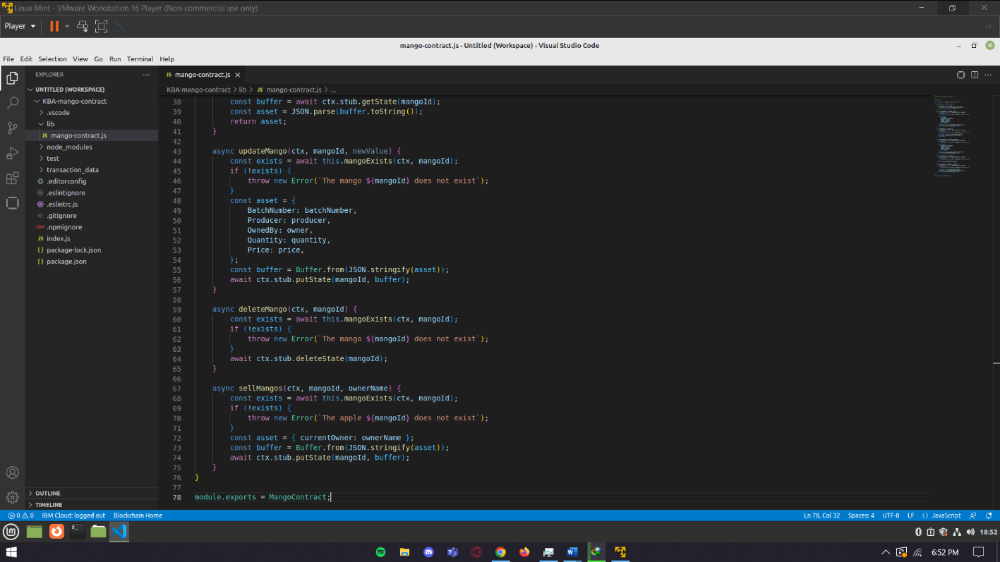 Linux Mint - VMware Workstation 16 Player (Non-commercial use only)
Player
mango-contract.js - Untitled (Workspace) - Visual Studio Code
File Edit Selection View Go Run Terminal Help
EXPLORER
UNTITLED (WORKSPACE)
KBA-mango-contract
.vscode
lib
JS mango-contract.js
node_modules
test
transaction_data
.editorconfig
.eslintignore
.eslintrc.js
.gitignore
.npmignore
JS index.js
{} package-lock.json
{} package.json
OUTLINE
TIMELINE
JS mango-contract.js
KBA-mango-contract > lib > JS mango-contract.js > ...
38 const buffer = await ctx.stub.getState(mangoId);
39 const asset = JSON.parse(buffer.toString());
40 return asset;
41 }
42
43 async updateMango(ctx, mangoId, newValue) {
44 const exists = await this.mangoExists(ctx, mangoId);
45 if (!exists) {
46 throw new Error(`The mango ${mangoId} does not exist`);
47 }
48 const asset = {
49 BatchNumber: batchNumber,
50 Producer: producer,
51 OwnedBy: owner,
52 Quantity: quantity,
53 Price: price,
54 };
55 const buffer = Buffer.from(JSON.stringify(asset));
56 await ctx.stub.putState(mangoId, buffer);
57 }
58
59 async deleteMango(ctx, mangoId) {
60 const exists = await this.mangoExists(ctx, mangoId);
61 if (!exists) {
62 throw new Error(`The mango ${mangoId} does not exist`);
63 }
64 await ctx.stub.deleteState(mangoId);
65 }
66
67 async sellMangos(ctx, mangoId, ownerName) {
68 const exists = await this.mangoExists(ctx, mangoId);
69 if (!exists) {
70 throw new Error(`The apple ${mangoId} does not exist`);
71 }
72 const asset = { currentOwner: ownerName };
73 const buffer = Buffer.from(JSON.stringify(asset));
74 await ctx.stub.putState(mangoId, buffer);
75 }
76 }
77
78 module.exports = MangoContract;
0 0 IBM Cloud: logged out Blockchain Home Ln 78, Col 32 Spaces: 4 UTF-8 LF {} JavaScript
18:52
6:52 PM